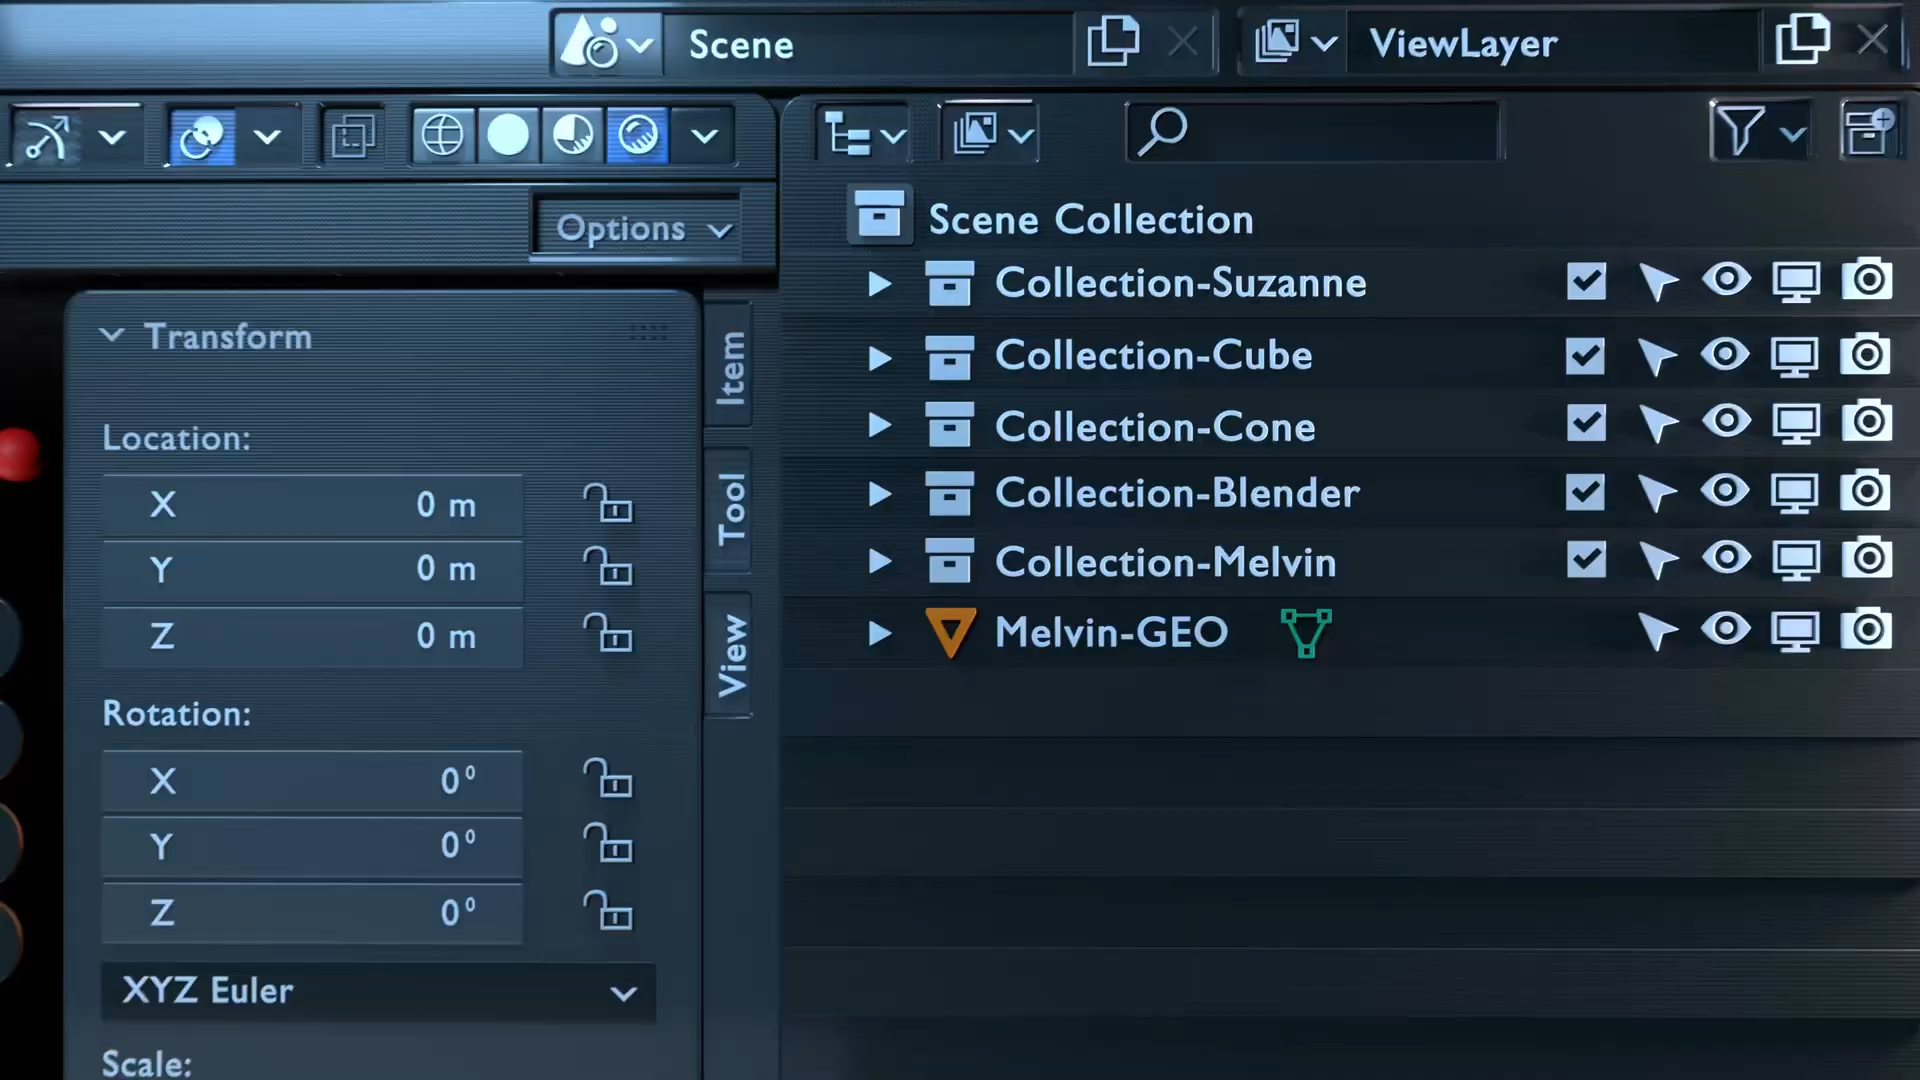 Scene
ViewLayer
Options
Scene Collection
Collection-Suzanne
Collection-Cube
Collection-Cone
Collection-Blender
Collection-Melvin
Melvin-GEO
Transform
Location:
X 0 m
Y 0 m
Z 0 m
Rotation:
X 0°
Y 0°
Z 0°
XYZ Euler
Scale:
Item
Tool
View